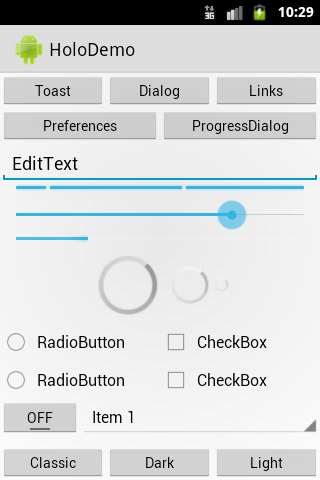 3G 10:29
HoloDemo
Toast Dialog Links
Preferences ProgressDialog
EditText
RadioButton CheckBox
RadioButton CheckBox
OFF Item 1
Classic Dark Light